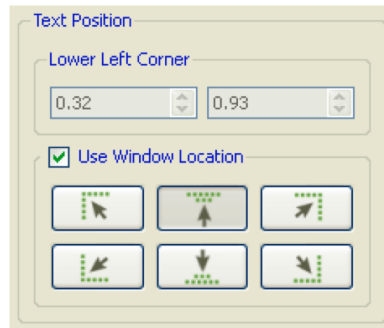 Text Position
Lower Left Corner
0.32 0.93
Use Window Location